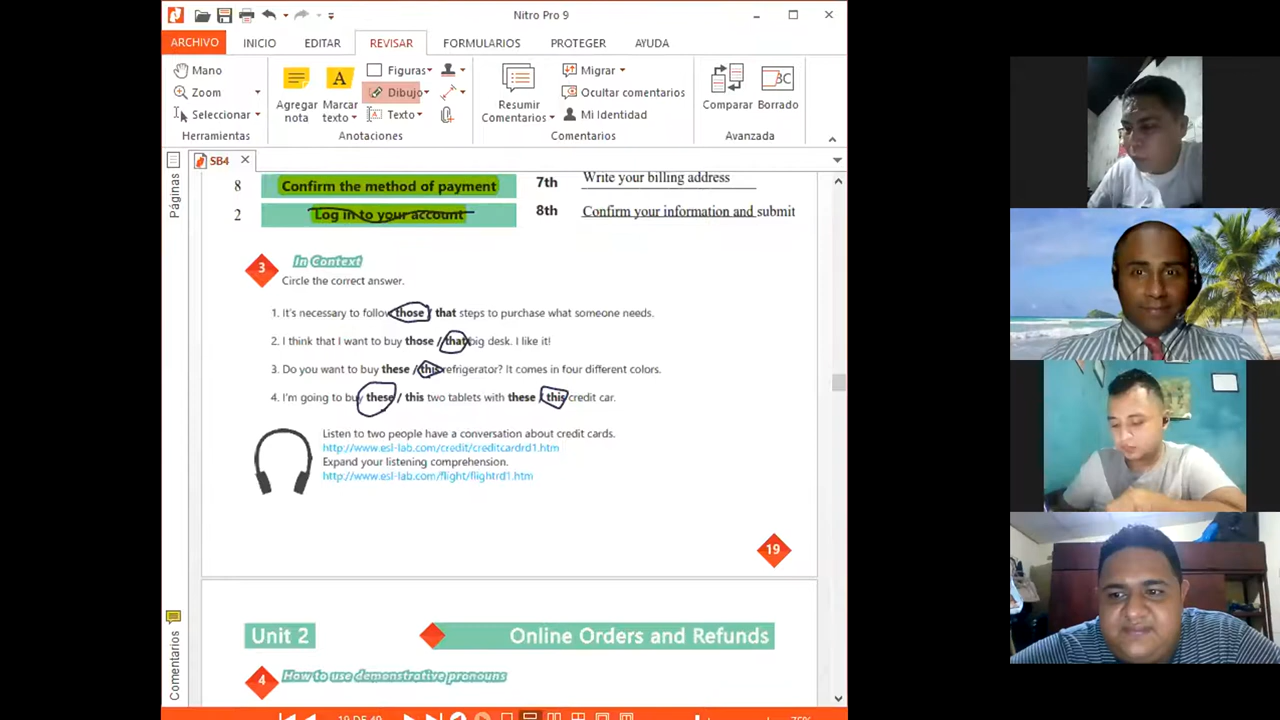 Nitro Pro 9
ARCHIVO INICIO EDITAR REVISAR FORMULARIOS PROTEGER AYUDA
Mano
Zoom
Seleccionar
Herramientas
Agregar nota
Marcar texto
Figuras
Dibujo
Texto
Anotaciones
Resumir Comentarios
Migrar
Ocultar comentarios
Mi Identidad
Comentarios
Comparar
Borrado
Avanzada
SB4
Páginas
8 Confirm the method of payment 7th Write your billing address
2 Log in to your account 8th Confirm your information and submit
3 In Context
Circle the correct answer.
1. It's necessary to follow those / that steps to purchase what someone needs.
2. I think that I want to buy those / that big desk. I like it!
3. Do you want to buy these / this refrigerator? It comes in four different colors.
4. I'm going to buy these / this two tablets with these / this credit car.
Listen to two people have a conversation about credit cards.
http://www.esl-lab.com/credit/creditcardrd1.htm
Expand your listening comprehension.
http://www.esl-lab.com/flight/flightrd1.htm
19
Unit 2 Online Orders and Refunds
4 How to use demonstrative pronouns
Comentarios
19 DE 49
75%